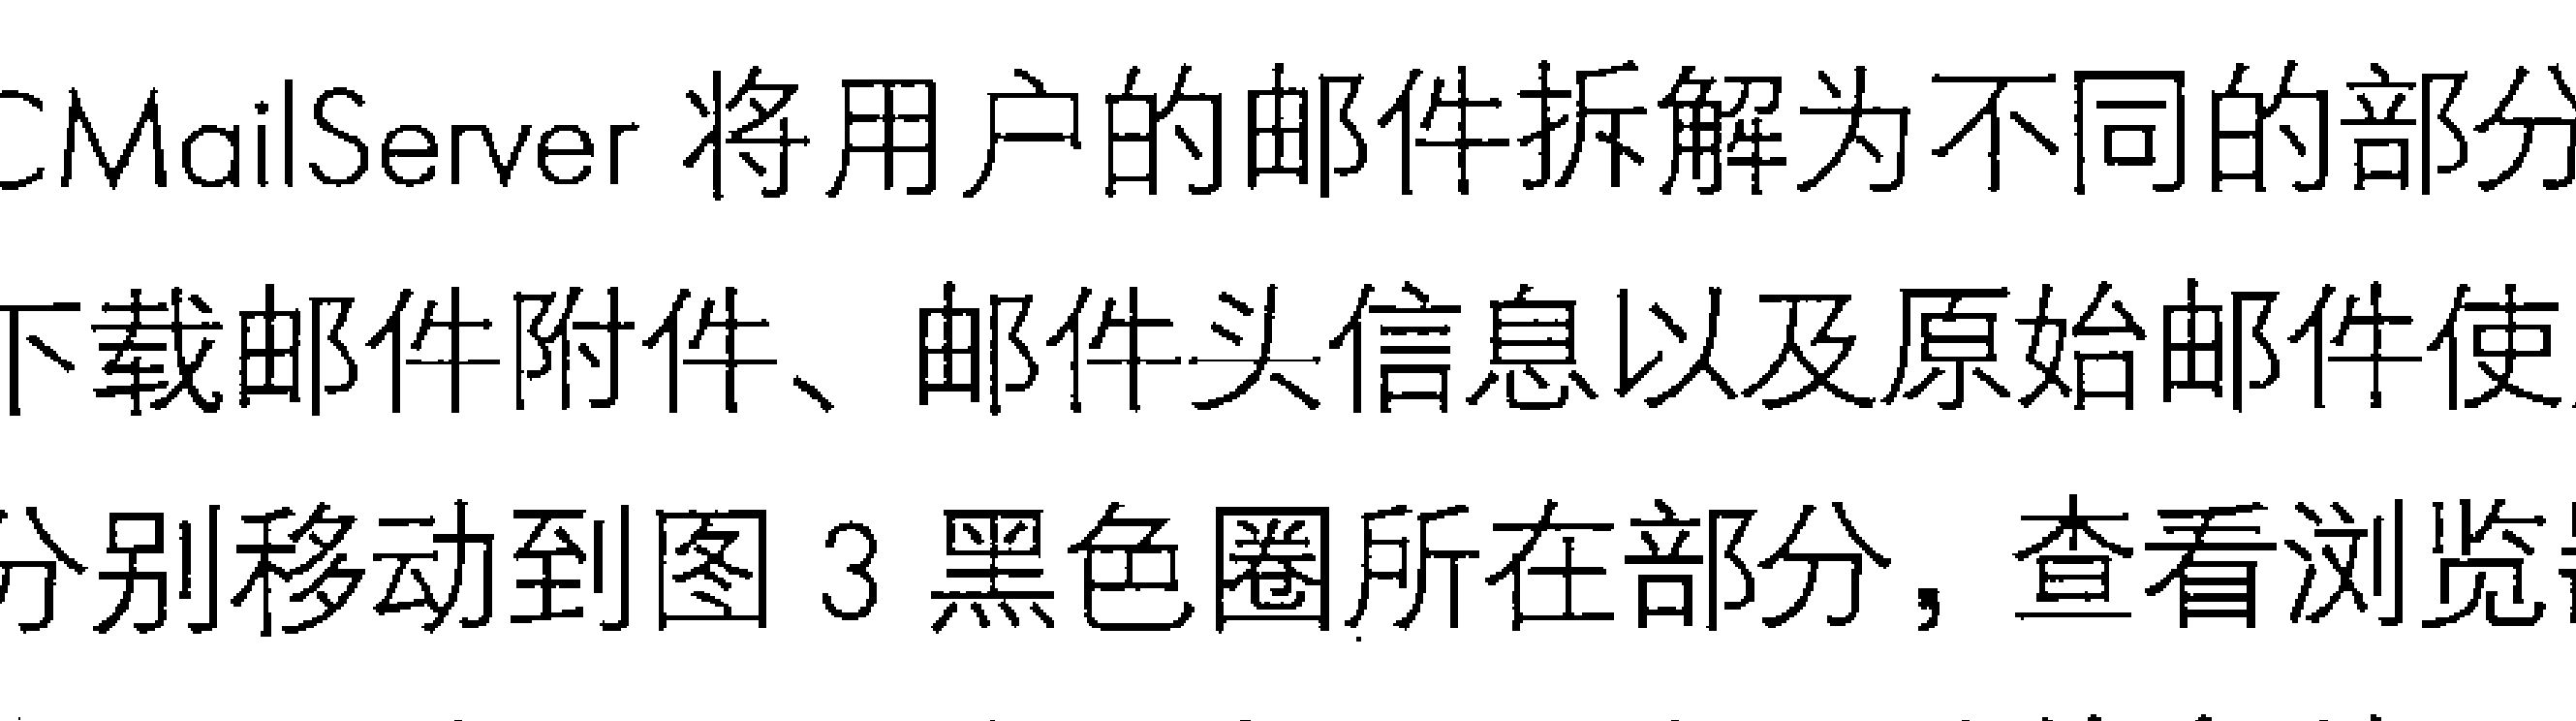 CMailServer 将用户的邮件拆解为不同的部分
下载邮件附件、邮件头信息以及原始邮件使
分别移动到图 3 黑色圈所在部分，查看浏览